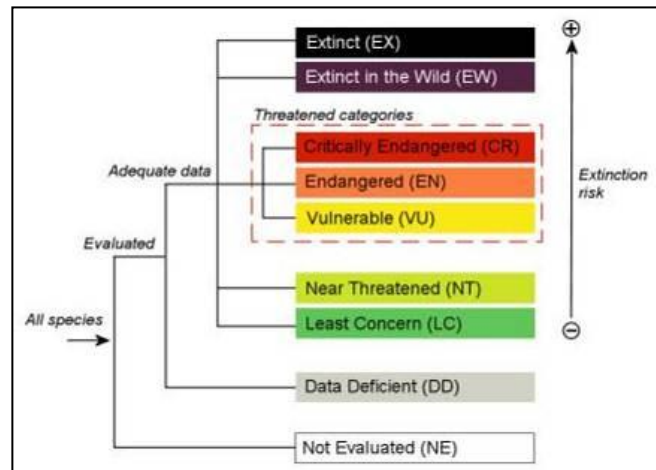 Extinct (EX)
Extinct in the Wild (EW)
Threatened categories
Critically Endangered (CR)
Adequate data
Endangered (EN)
Extinction
risk
Vulnerable (VU)
Evaluated
Near Threatened (NT)
All species
Least Concern (LC)
Data Deficient (DD)
Not Evaluated (NE)